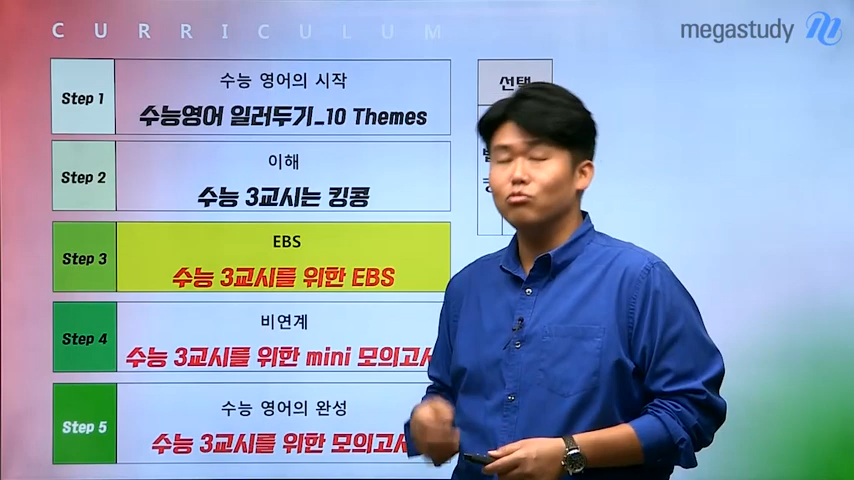 CURRICULUM
megastudy
Step 1
수능 영어의 시작
수능영어 일러두기_10 Themes
선택
Step 2
이해
수능 3교시는 킹콩
Step 3
EBS
수능 3교시를 위한 EBS
Step 4
비연계
수능 3교시를 위한 mini 모의고사
Step 5
수능 영어의 완성
수능 3교시를 위한 모의고사